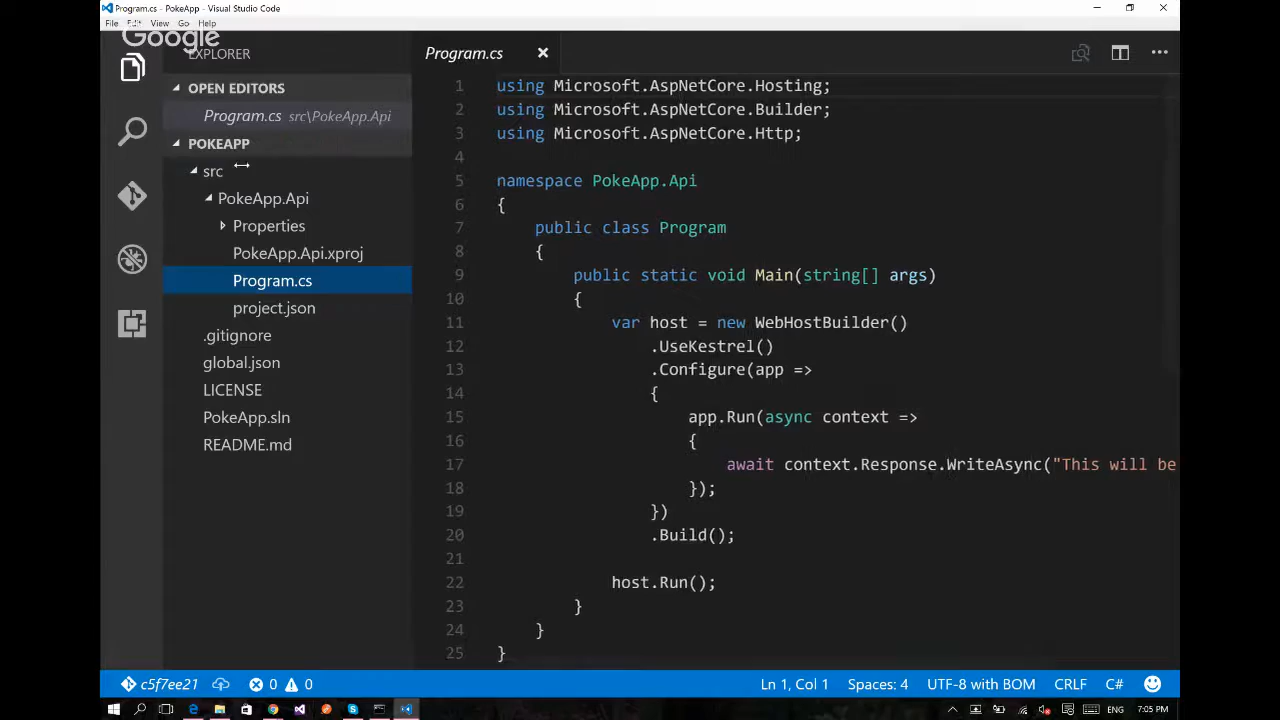 Program.cs - PokeApp - Visual Studio Code
File Edit View Go Help
Google
EXPLORER
OPEN EDITORS
Program.cs src\PokeApp.Api
POKEAPP
src
PokeApp.Api
Properties
PokeApp.Api.xproj
Program.cs
project.json
.gitignore
global.json
LICENSE
PokeApp.sln
README.md
Program.cs
1 using Microsoft.AspNetCore.Hosting;
2 using Microsoft.AspNetCore.Builder;
3 using Microsoft.AspNetCore.Http;
4
5 namespace PokeApp.Api
6 {
7 public class Program
8 {
9 public static void Main(string[] args)
10 {
11 var host = new WebHostBuilder()
12 .UseKestrel()
13 .Configure(app =>
14 {
15 app.Run(async context =>
16 {
17 await context.Response.WriteAsync("This will be
18 });
19 })
20 .Build();
21
22 host.Run();
23 }
24 }
25 }
c5f7ee21 0 0 Ln 1, Col 1 Spaces: 4 UTF-8 with BOM CRLF C#
ENG 7:05 PM